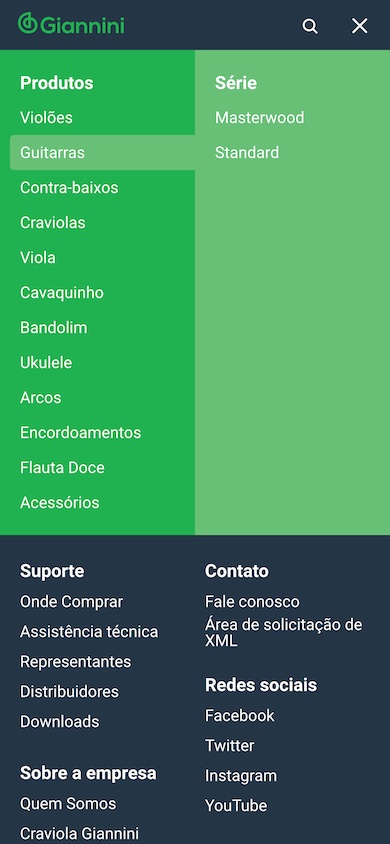 Giannini
Produtos
Violões
Guitarras
Contra-baixos
Craviolas
Viola
Cavaquinho
Bandolim
Ukulele
Arcos
Encordoamentos
Flauta Doce
Acessórios
Série
Masterwood
Standard
Suporte
Onde Comprar
Assistência técnica
Representantes
Distribuidores
Downloads
Sobre a empresa
Quem Somos
Craviola Giannini
Contato
Fale conosco
Área de solicitação de
XML
Redes sociais
Facebook
Twitter
Instagram
YouTube